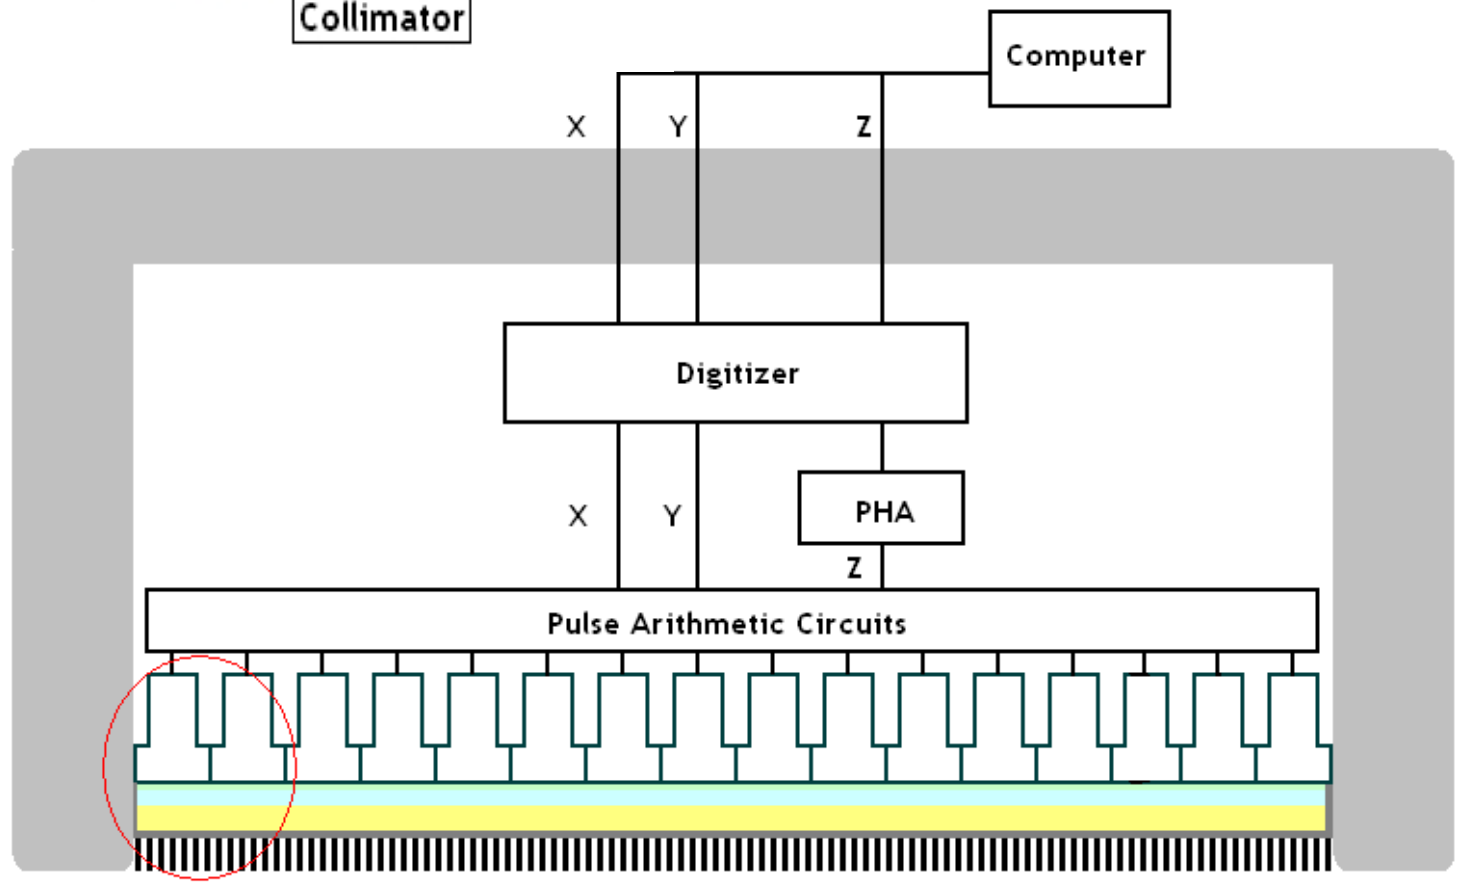 Collimator
Computer
X Y Z
Digitizer
X Y
PHA
Z
Pulse Arithmetic Circuits